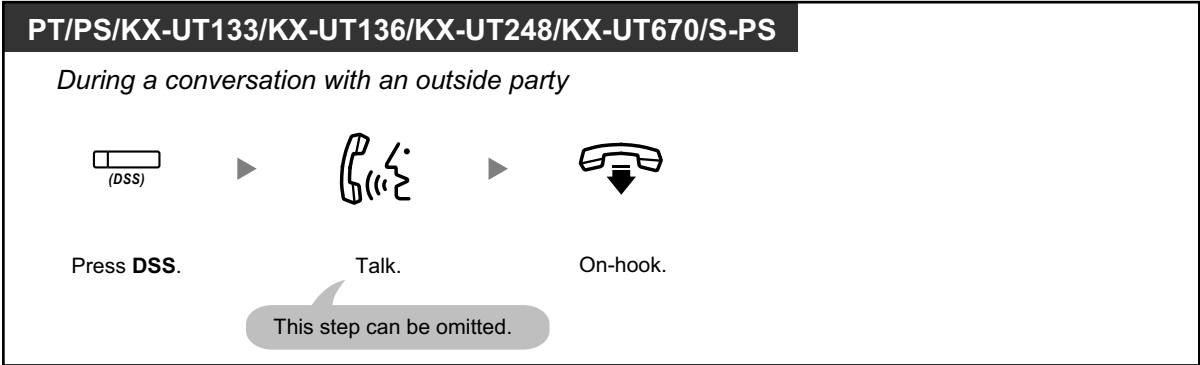 PT/PS/KX-UT133/KX-UT136/KX-UT248/KX-UT670/S-PS
During a conversation with an outside party
(DSS)
Press DSS.
Talk.
On-hook.
This step can be omitted.